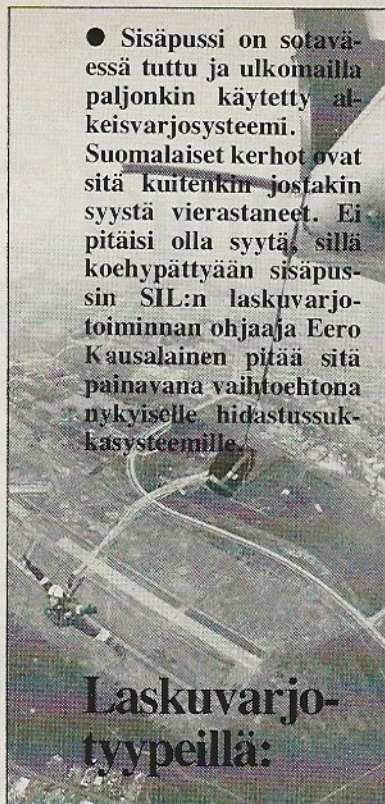 ● Sisäpussi on sotavä-
essä tuttu ja ulkomailla
paljonkin käytetty al-
keisvarjosysteemi.
Suomalaiset kerhot ovat
sitä kuitenkin jostakin
syystä vierastaneet. Ei
pitäisi olla syytä, sillä
koehypättyään sisäpus-
sin SIL:n laskuvarjo-
toiminnan ohjaaja Eero
Kausalainen pitää sitä
painavana vaihtoehtona
nykyiselle hidastussuk-
kasysteemille.
Laskuvarjo-
tyypeillä: